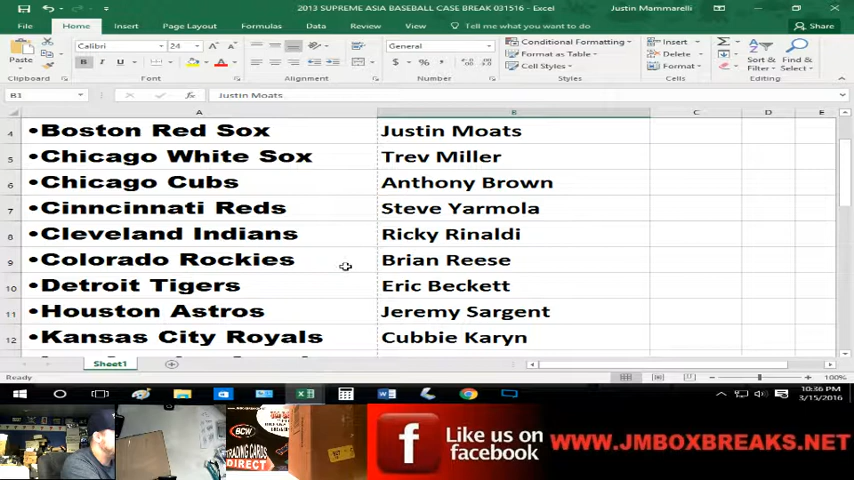 2013 SUPREME ASIA BASEBALL CASE BREAK 031516 - Excel
Justin Mammarelli
File Home Insert Page Layout Formulas Data Review View Tell me what you want to do
Share
Paste
Calibri 24
General
Conditional Formatting
Format as Table
Cell Styles
Insert
Format
Sort & Filter
Find & Select
Clipboard Font Alignment Number Styles Cells Editing
B1 Justin Moats
A B C D E
4 •Boston Red Sox Justin Moats
5 •Chicago White Sox Trev Miller
6 •Chicago Cubs Anthony Brown
7 •Cinncinnati Reds Steve Yarmola
8 •Cleveland Indians Ricky Rinaldi
9 •Colorado Rockies Brian Reese
10 •Detroit Tigers Eric Beckett
11 •Houston Astros Jeremy Sargent
12 •Kansas City Royals Cubbie Karyn
Sheet1
Ready
100%
10:36 PM
3/15/2016
BCW
TRADING CARDS
DIRECT
Like us on
facebook
WWW.JMBOXBREAKS.NET